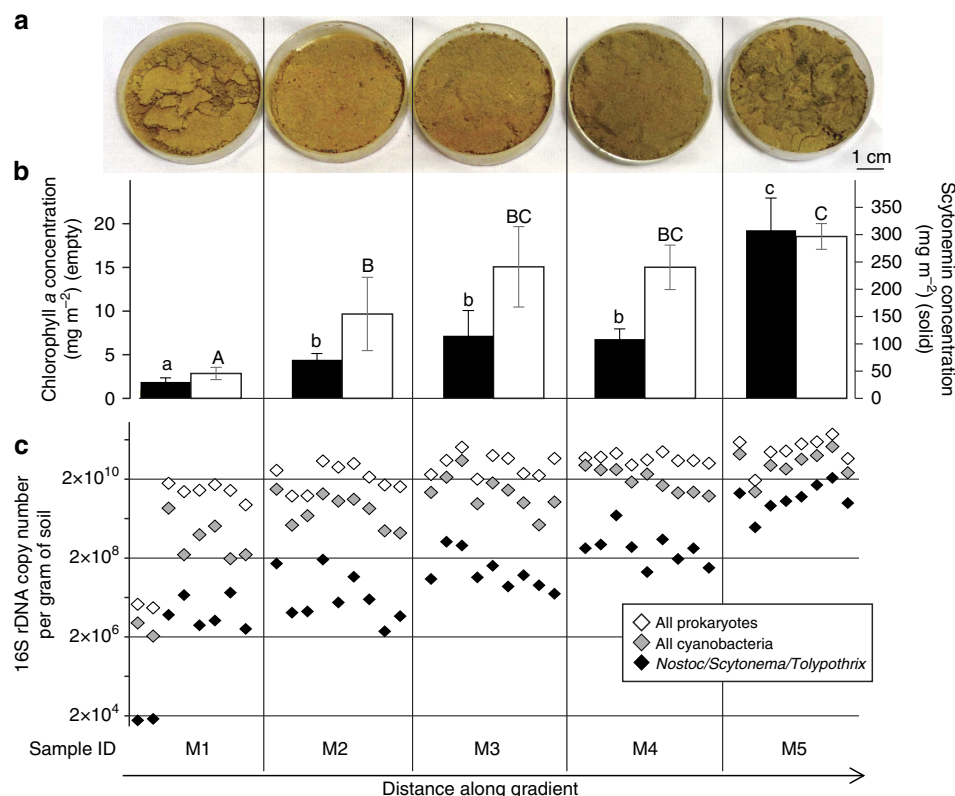 a
1 cm
b
Chlorophyll a concentration
(mg m−2) (empty)
20
15
10
5
0
a
A
b
B
b
BC
b
BC
c
C
350
300
250
200
150
100
50
0
Scytonemin concentration
(mg m−2) (solid)
c
16S rDNA copy number
per gram of soil
2×10^10
2×10^8
2×10^6
2×10^4
All prokaryotes
All cyanobacteria
Nostoc/Scytonema/Tolypothrix
Sample ID M1 M2 M3 M4 M5
Distance along gradient